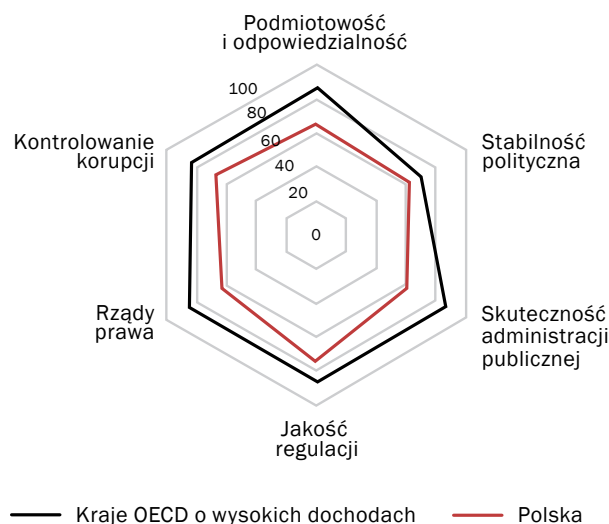 Podmiotowość
i odpowiedzialność
100
80
60
40
20
0
Kontrolowanie
korupcji
Stabilność
polityczna
Rządy
prawa
Skuteczność
administracji
publicznej
Jakość
regulacji
Kraje OECD o wysokich dochodach
Polska